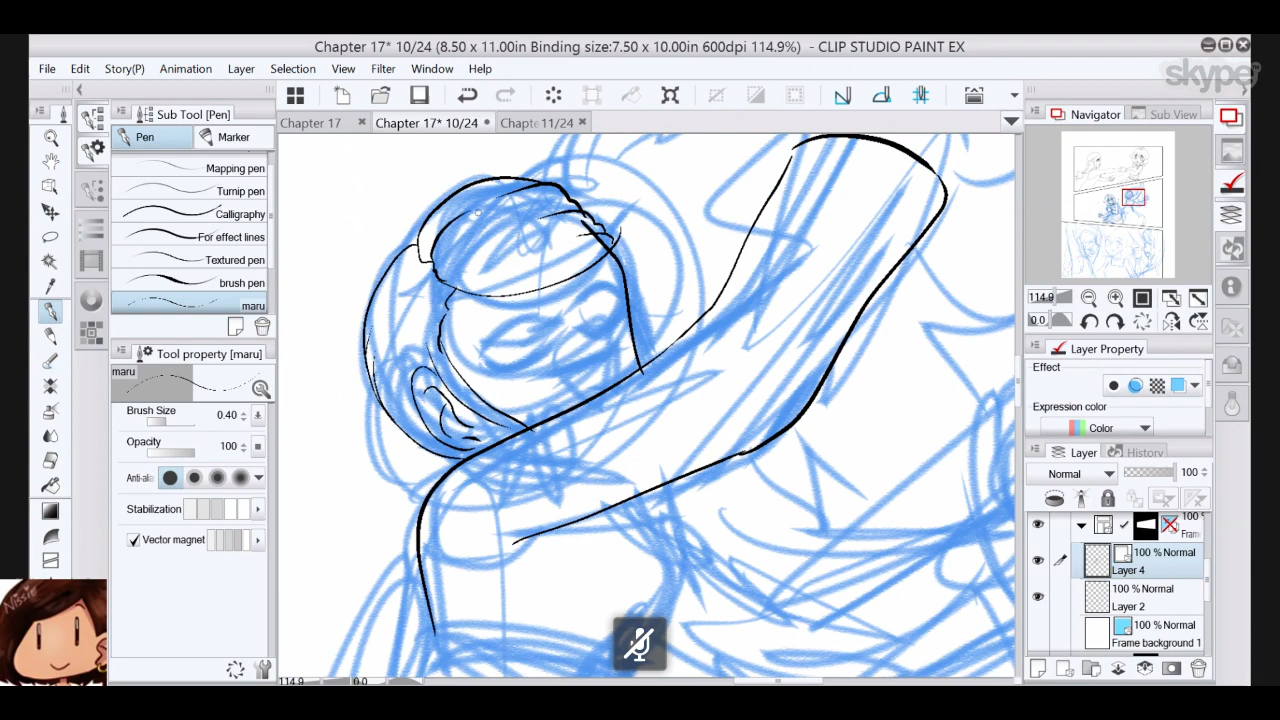 Chapter 17* 10/24 (8.50 x 11.00in Binding size:7.50 x 10.00in 600dpi 114.9%) - CLIP STUDIO PAINT EX
skype
File Edit Story(P) Animation Layer Selection View Filter Window Help
Sub Tool [Pen]
Pen Marker
Mapping pen
Turnip pen
Calligraphy
For effect lines
Textured pen
brush pen
maru
Tool property [maru]
maru
Brush Size 0.40
Opacity 100
Anti-ali
Stabilization
Vector magnet
Nissie
Chapter 17 Chapter 17* 10/24 Chapte 11/24
114.9 0.0
Navigator Sub View
114.9
0.0
Layer Property
Effect
Expression color
Color
Layer History
Normal 100
100 %
Fram
100 % Normal
Layer 4
100 % Normal
Layer 2
100 % Normal
Frame background 1